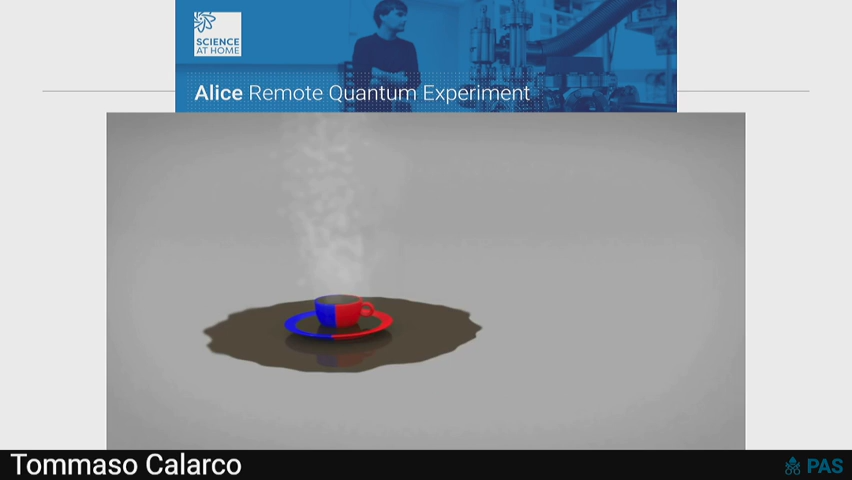 SCIENCE
AT HOME
Alice Remote Quantum Experiment
Tommaso Calarco
PAS